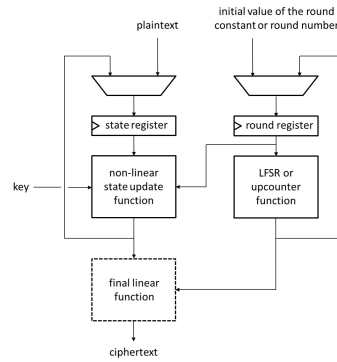 plaintext
initial value of the round
constant or round number
state register
round register
key
non-linear
state update
function
LFSR or
upcounter
function
final linear
function
ciphertext